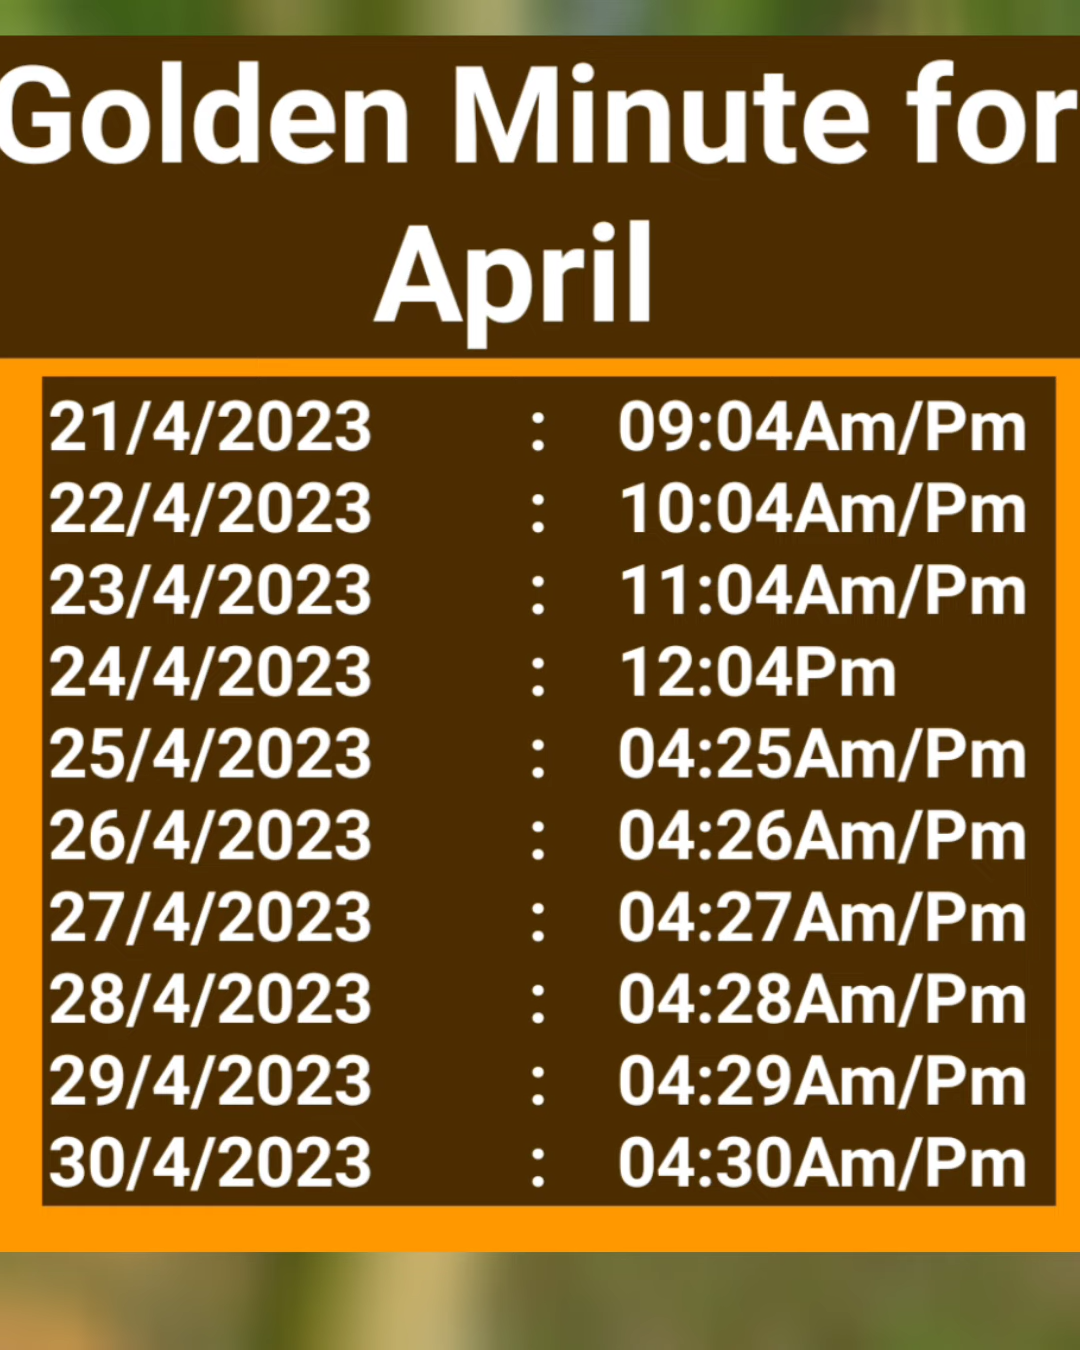 Golden Minute for
April
21/4/2023 : 09:04Am/Pm
22/4/2023 : 10:04Am/Pm
23/4/2023 : 11:04Am/Pm
24/4/2023 : 12:04Pm
25/4/2023 : 04:25Am/Pm
26/4/2023 : 04:26Am/Pm
27/4/2023 : 04:27Am/Pm
28/4/2023 : 04:28Am/Pm
29/4/2023 : 04:29Am/Pm
30/4/2023 : 04:30Am/Pm